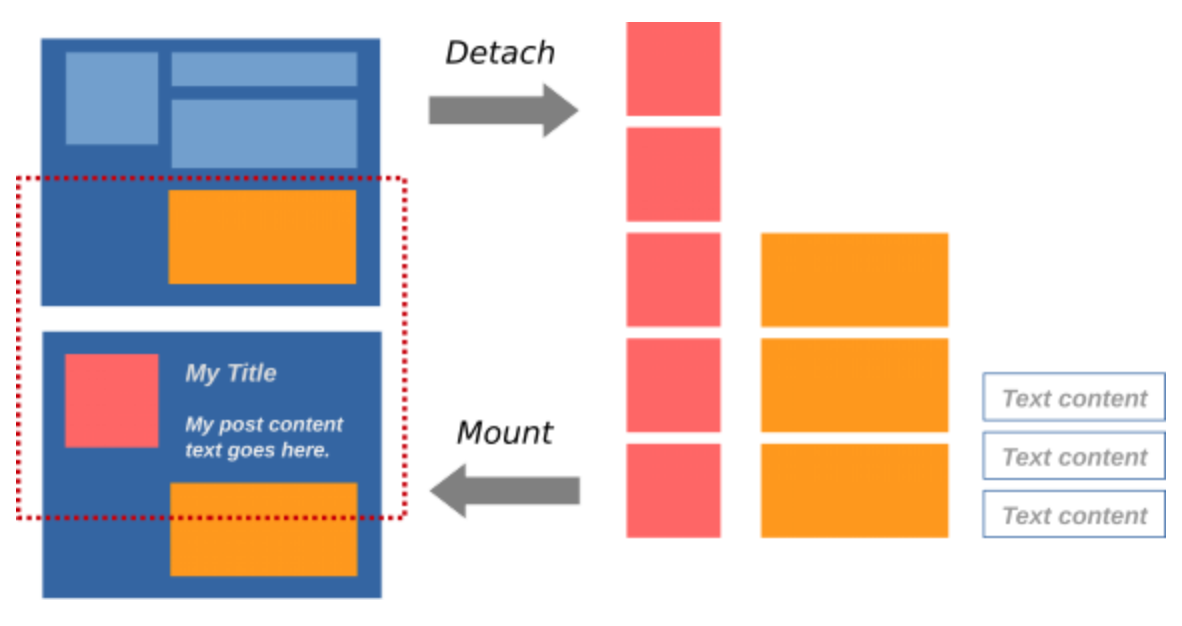 Detach
My Title
My post content
text goes here.
Mount
Text content
Text content
Text content